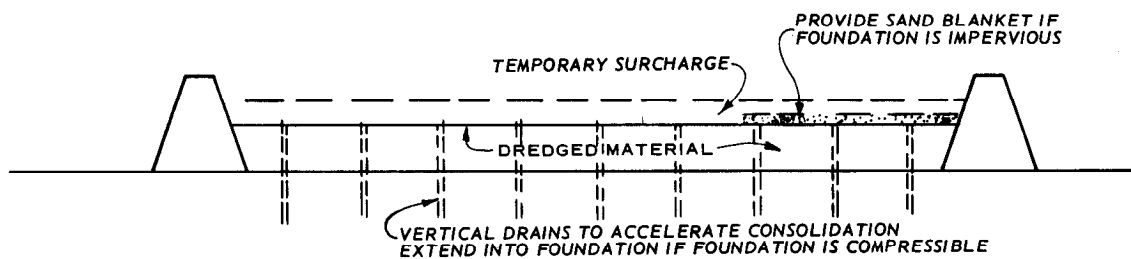 PROVIDE SAND BLANKET IF
FOUNDATION IS IMPERVIOUS
TEMPORARY SURCHARGE
DREDGED MATERIAL
VERTICAL DRAINS TO ACCELERATE CONSOLIDATION
EXTEND INTO FOUNDATION IF FOUNDATION IS COMPRESSIBLE